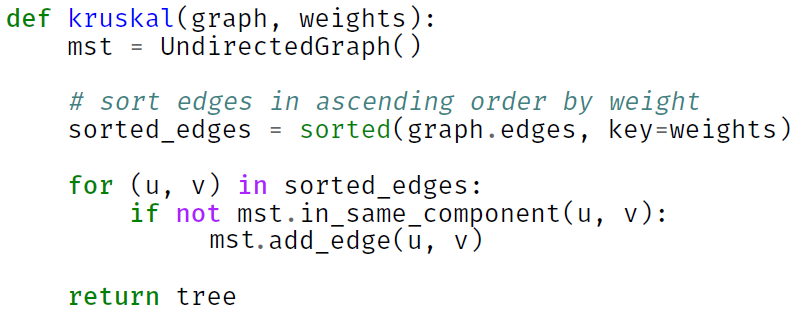 def kruskal(graph, weights):
    mst = UndirectedGraph()

    # sort edges in ascending order by weight
    sorted_edges = sorted(graph.edges, key=weights)

    for (u, v) in sorted_edges:
        if not mst.in_same_component(u, v):
             mst.add_edge(u, v)

    return tree